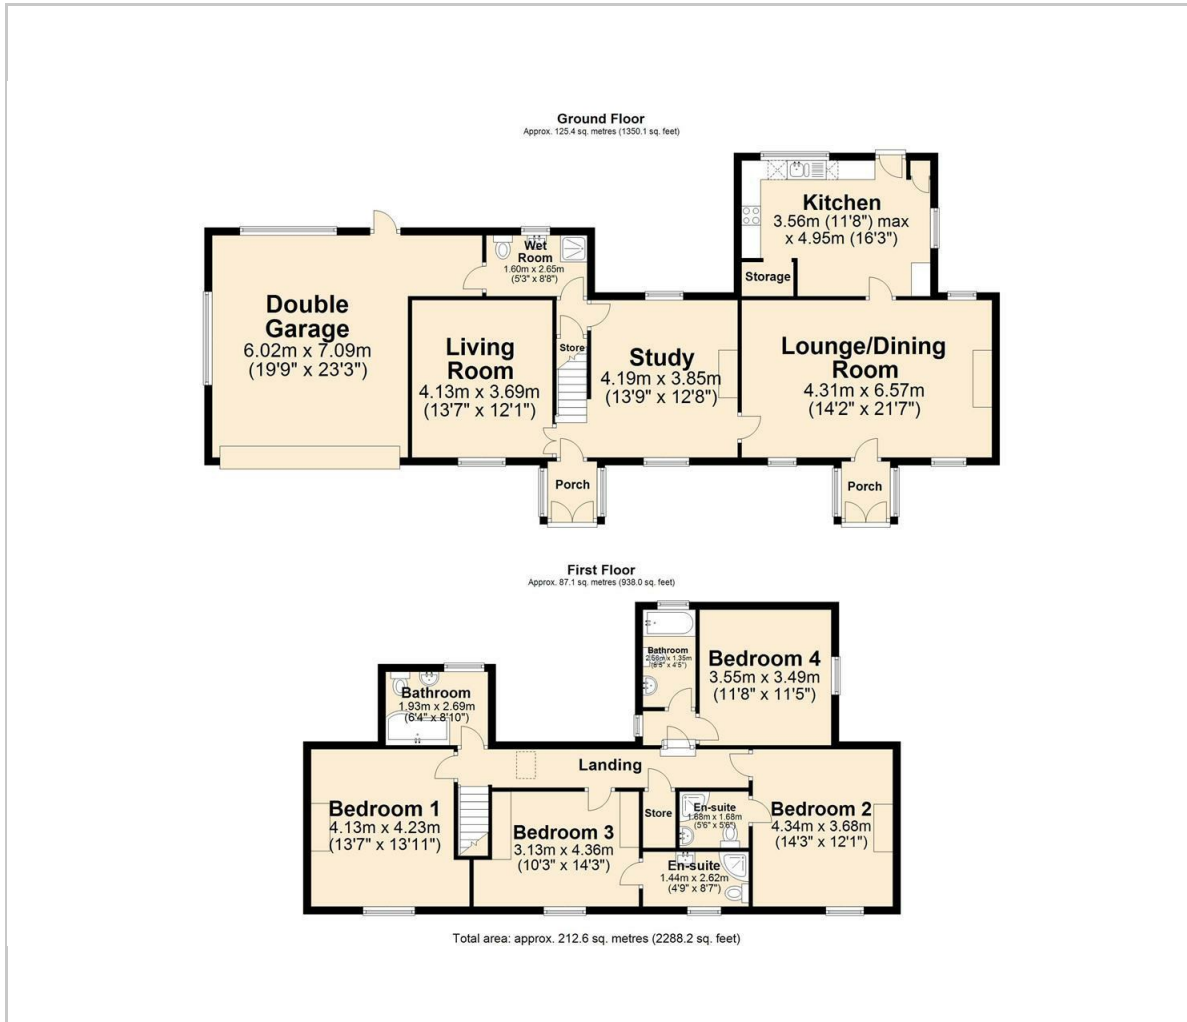 Ground Floor
Approx. 125.4 sq. metres (1350.1 sq. feet)
Kitchen
3.56m (11'8") max
x 4.95m (16'3")
Storage
Wet
Room
1.60m x 2.65m
(5'3" x 8'8")
Double
Garage
6.02m x 7.09m
(19'9" x 23'3")
Living
Room
4.13m x 3.69m
(13'7" x 12'1")
Store
Study
4.19m x 3.85m
(13'9" x 12'8")
Lounge/Dining
Room
4.31m x 6.57m
(14'2" x 21'7")
Porch
Porch
First Floor
Approx. 87.1 sq. metres (938.0 sq. feet)
Bathroom
2.56m x 1.35m
(8'5" x 4'5")
Bedroom 4
3.55m x 3.49m
(11'8" x 11'5")
Bathroom
1.93m x 2.69m
(6'4" x 8'10")
Landing
Bedroom 1
4.13m x 4.23m
(13'7" x 13'11")
Bedroom 3
3.13m x 4.36m
(10'3" x 14'3")
Store
En-suite
1.68m x 1.68m
(5'6" x 5'6")
Bedroom 2
4.34m x 3.68m
(14'3" x 12'1")
En-suite
1.44m x 2.62m
(4'9" x 8'7")
Total area: approx. 212.6 sq. metres (2288.2 sq. feet)